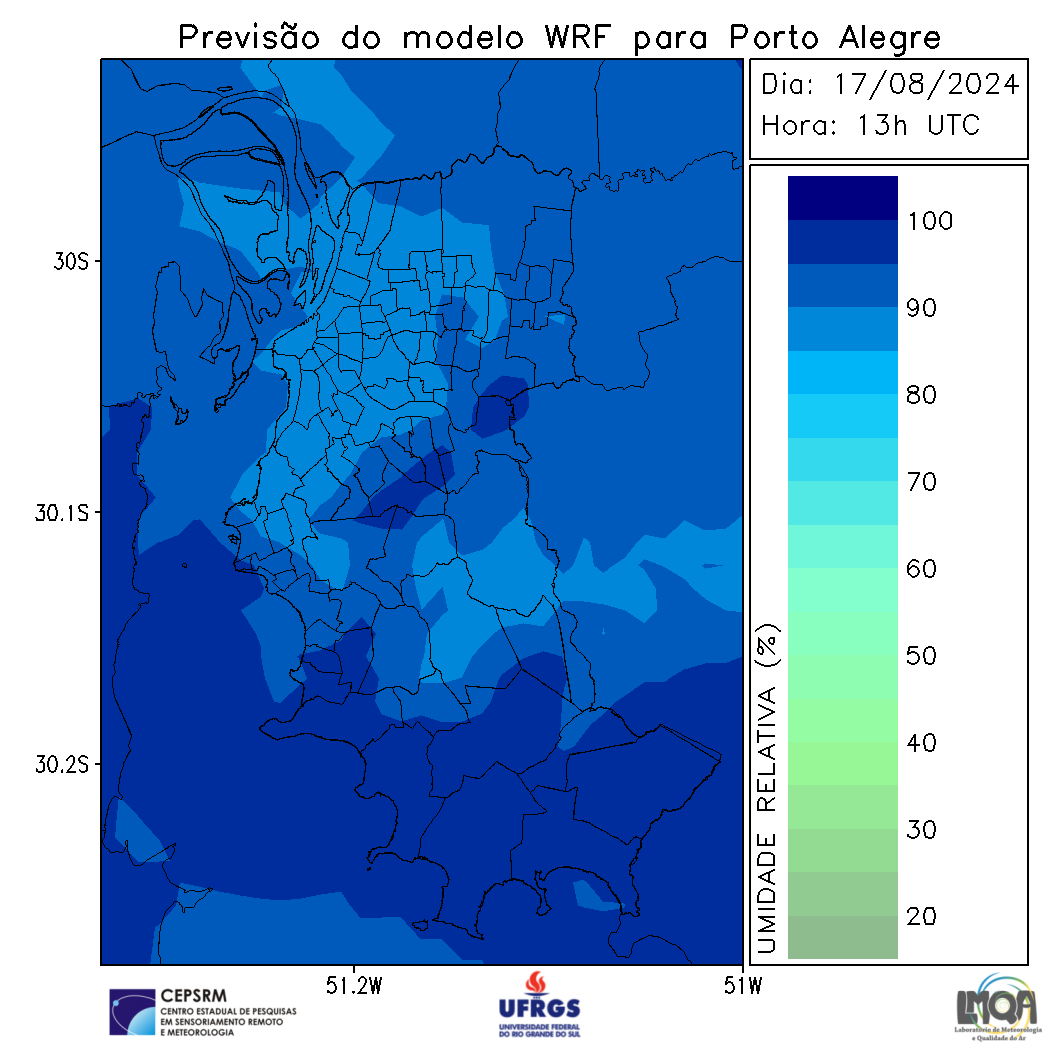 Previsão do modelo WRF para Porto Alegre
Dia: 17/08/2024
Hora: 13h UTC
30S
30.1S
30.2S
51.2W
51W
UMIDADE RELATIVA (%)
100
90
80
70
60
50
40
30
20
CEPSRM
CENTRO ESTADUAL DE PESQUISAS
EM SENSORIAMENTO REMOTO
E METEOROLOGIA
UFRGS
UNIVERSIDADE FEDERAL
DO RIO GRANDE DO SUL
LMQA
Laboratório de Meteorologia
e Qualidade do Ar